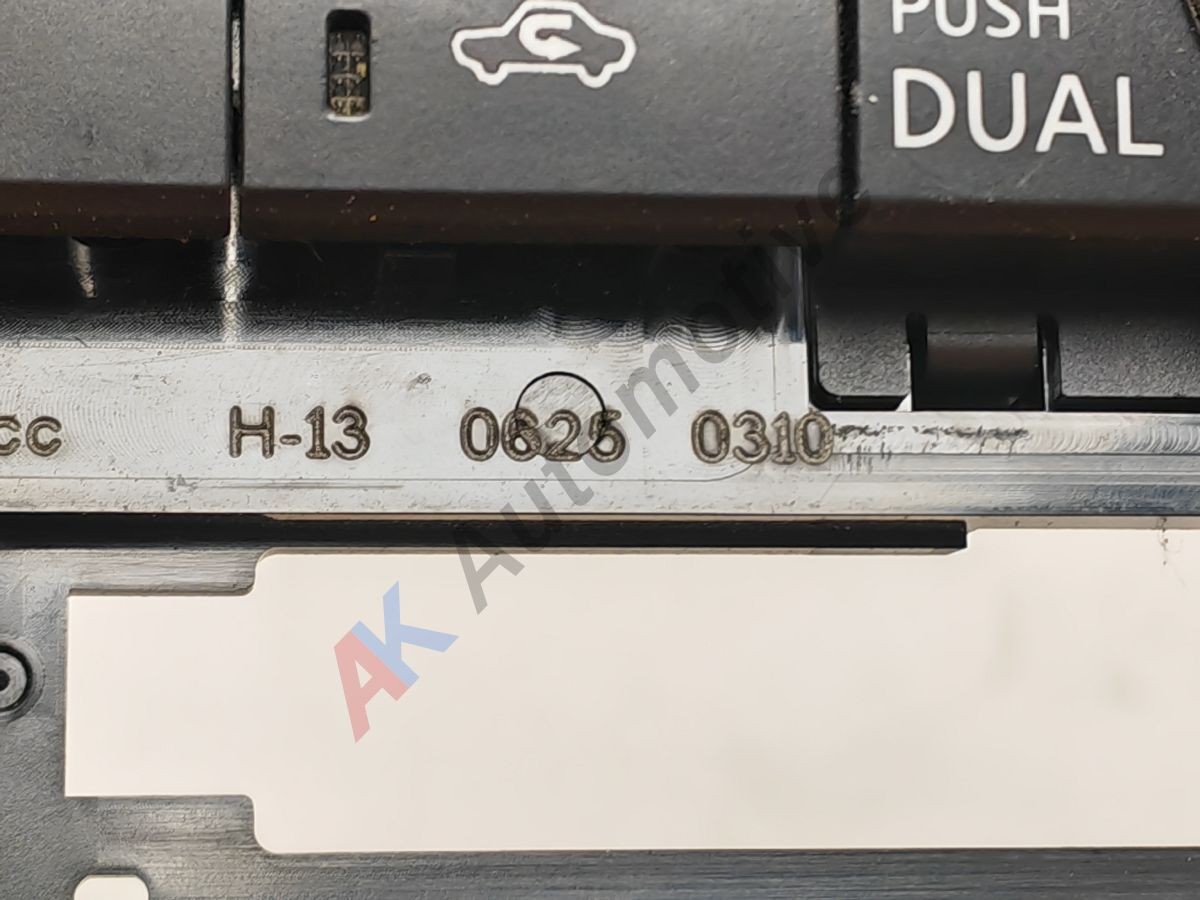 PUSH
DUAL
cc H-13 0625 0310
AK Automotive